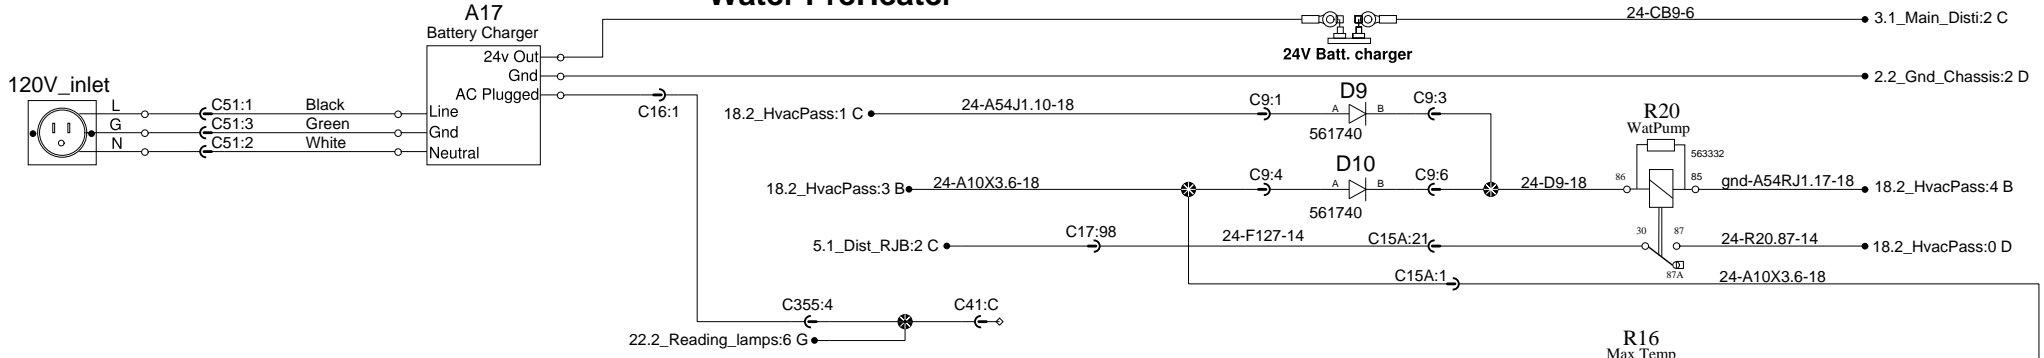 A17
Battery Charger
24-CB9-6
3.1_Main_Disti:2 C
24v Out
24V Batt. charger
120V_inlet
Gnd
2.2_Gnd_Chassis:2 D
AC Plugged
L
C51:1
Black
Line
C16:1
18.2_HvacPass:1 C
24-A54J1.10-18
C9:1
D9
A
B
C9:3
561740
R20
WatPump
G
C51:3
Green
Gnd
N
C51:2
White
Neutral
563332
18.2_HvacPass:3 B
24-A10X3.6-18
C9:4
D10
A
B
C9:6
561740
24-D9-18
86
85
gnd-A54RJ1.17-18
18.2_HvacPass:4 B
5.1_Dist_RJB:2 C
C17:98
24-F127-14
C15A:21
30
87
24-R20.87-14
18.2_HvacPass:0 D
87A
C15A:1
24-A10X3.6-18
C355:4
C41:C
22.2_Reading_lamps:6 G
R16
Max Temp